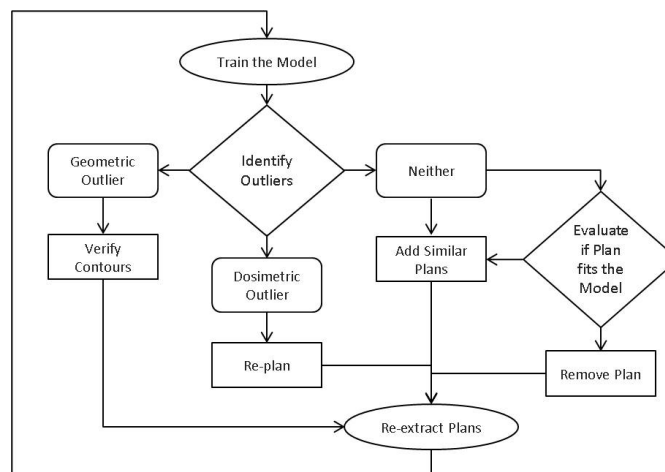 Train the Model
Geometric
Outlier
Identify
Outliers
Neither
Verify
Contours
Dosimetric
Outlier
Add Similar
Plans
Evaluate
if Plan
fits the
Model
Re-plan
Remove Plan
Re-extract Plans